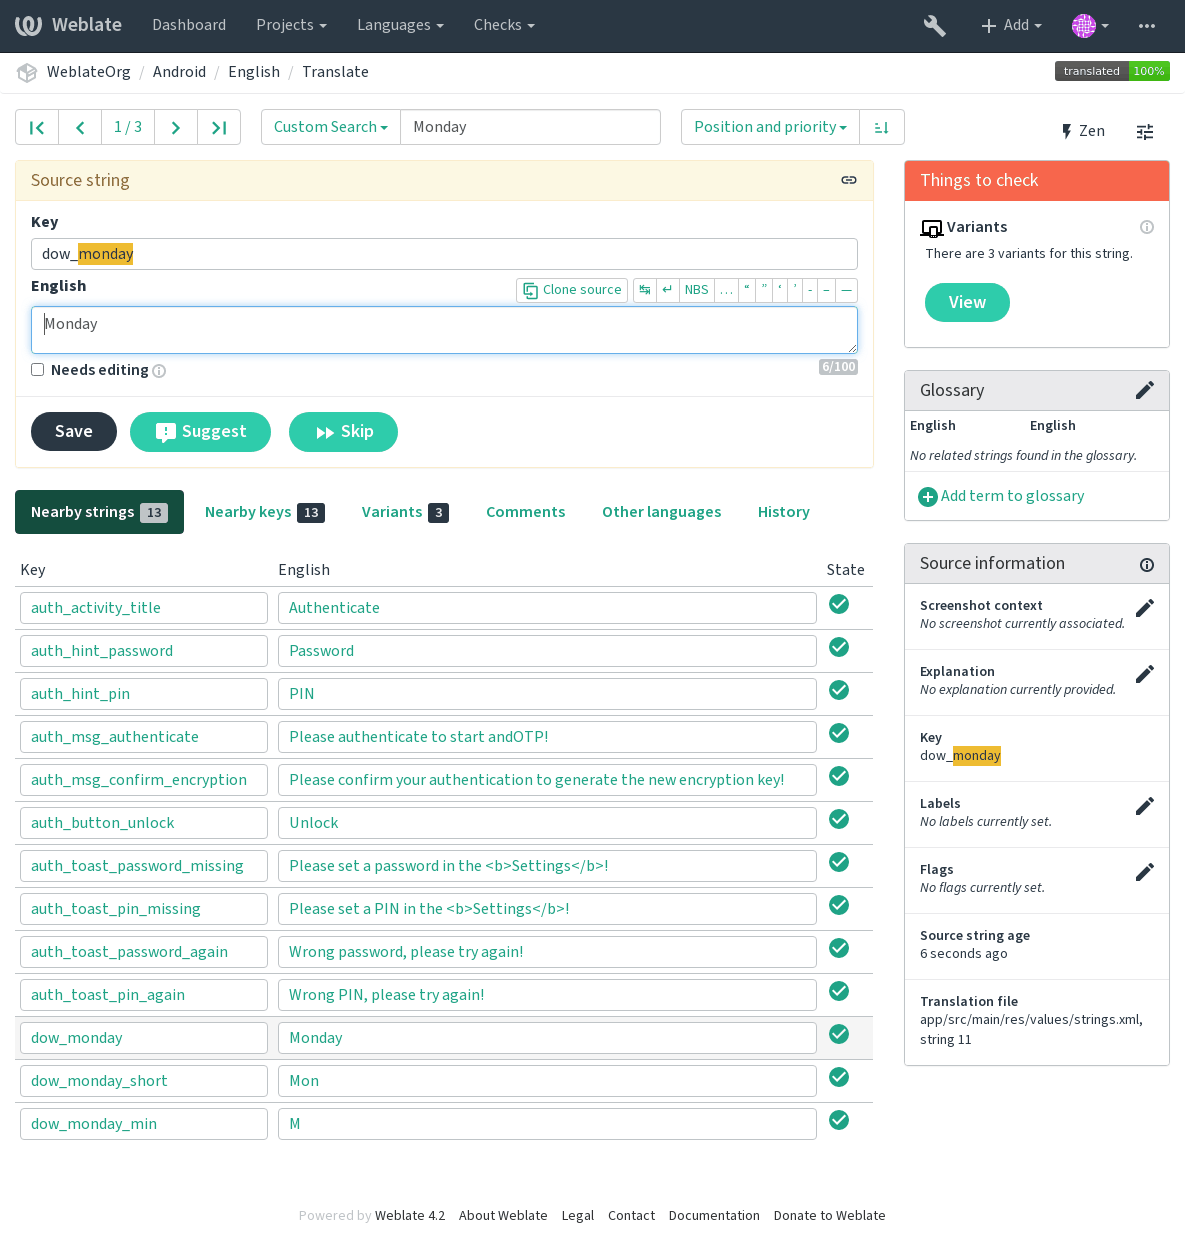 Weblate Dashboard Projects Languages Checks Add
WeblateOrg / Android / English / Translate translated 100%
1 / 3 Custom Search Monday Position and priority Zen
Source string
Key
dow_monday
English Clone source ↹ ↵ NBS … “ ” ‘ ’ - – —
Monday
Needs editing 6/100
Save Suggest Skip
Nearby strings 13 Nearby keys 13 Variants 3 Comments Other languages History
Key English State
auth_activity_title Authenticate
auth_hint_password Password
auth_hint_pin PIN
auth_msg_authenticate Please authenticate to start andOTP!
auth_msg_confirm_encryption Please confirm your authentication to generate the new encryption key!
auth_button_unlock Unlock
auth_toast_password_missing Please set a password in the <b>Settings</b>!
auth_toast_pin_missing Please set a PIN in the <b>Settings</b>!
auth_toast_password_again Wrong password, please try again!
auth_toast_pin_again Wrong PIN, please try again!
dow_monday Monday
dow_monday_short Mon
dow_monday_min M
Things to check
Variants
There are 3 variants for this string.
View
Glossary
English English
No related strings found in the glossary.
Add term to glossary
Source information
Screenshot context
No screenshot currently associated.
Explanation
No explanation currently provided.
Key
dow_monday
Labels
No labels currently set.
Flags
No flags currently set.
Source string age
6 seconds ago
Translation file
app/src/main/res/values/strings.xml,
string 11
Powered by Weblate 4.2 About Weblate Legal Contact Documentation Donate to Weblate